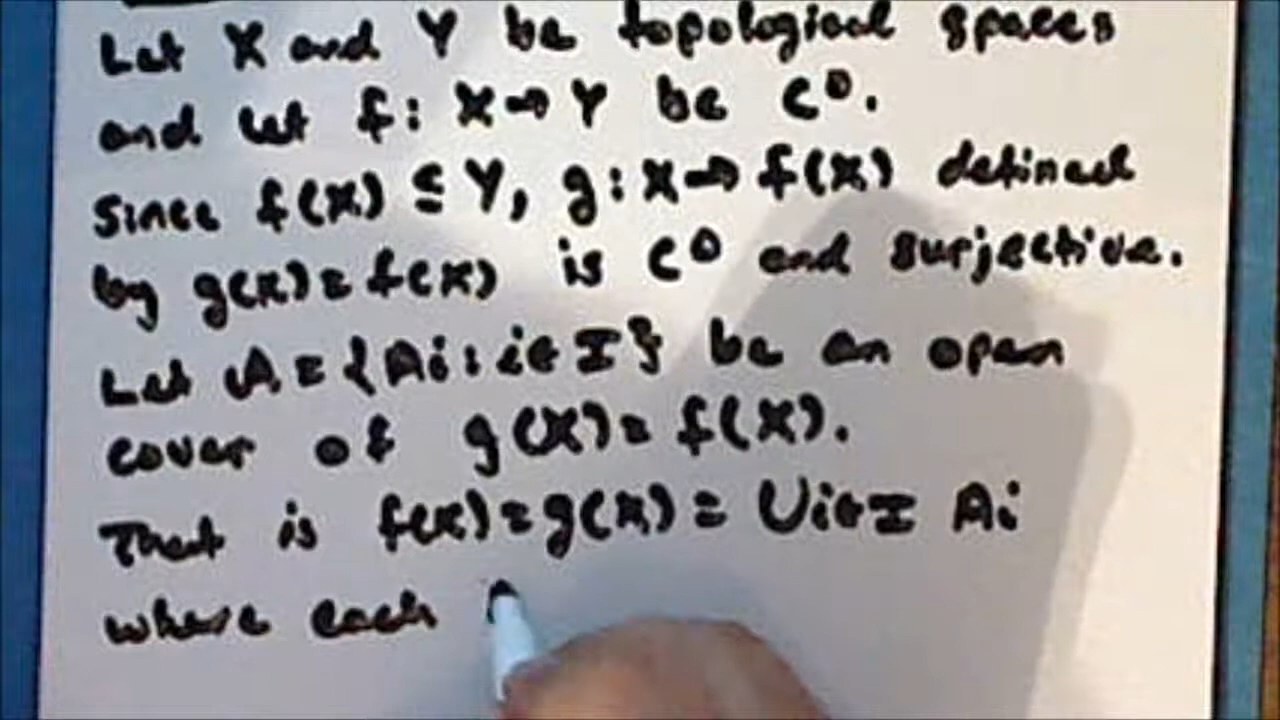 Let X and Y be topological spaces
and let f: X→Y be C⁰.
Since f(X) ⊆ Y, g: X→f(X) defined
by g(x) = f(x) is C⁰ and surjective.
Let A = {Ai : i∈I} be an open
cover of g(X) = f(X).
That is f(x) = g(x) = ∪i∈I Ai
where each